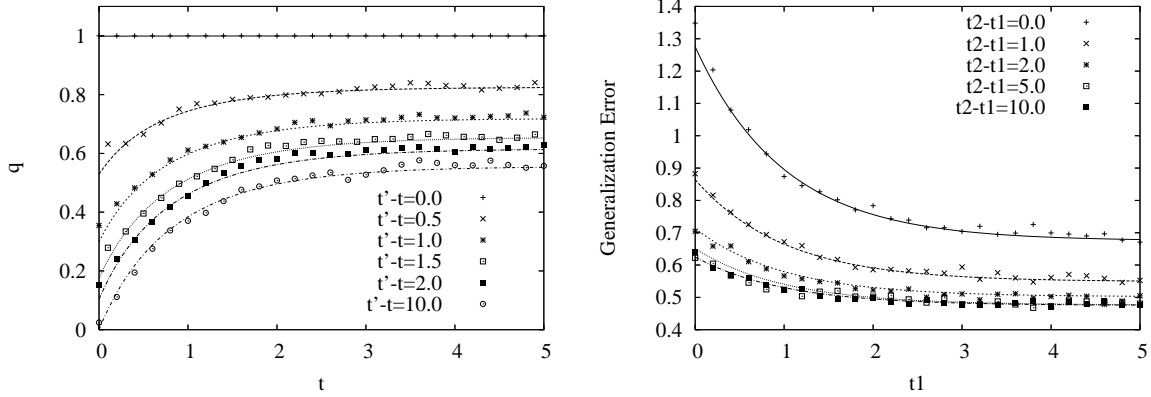 1
0.8
0.6
0.4
0.2
0
q
0
1
2
3
4
5
t
t'-t=0.0
t'-t=0.5
t'-t=1.0
t'-t=1.5
t'-t=2.0
t'-t=10.0
1.4
1.3
1.2
1.1
1
0.9
0.8
0.7
0.6
0.5
0.4
Generalization Error
0
1
2
3
4
5
t1
t2-t1=0.0
t2-t1=1.0
t2-t1=2.0
t2-t1=5.0
t2-t1=10.0